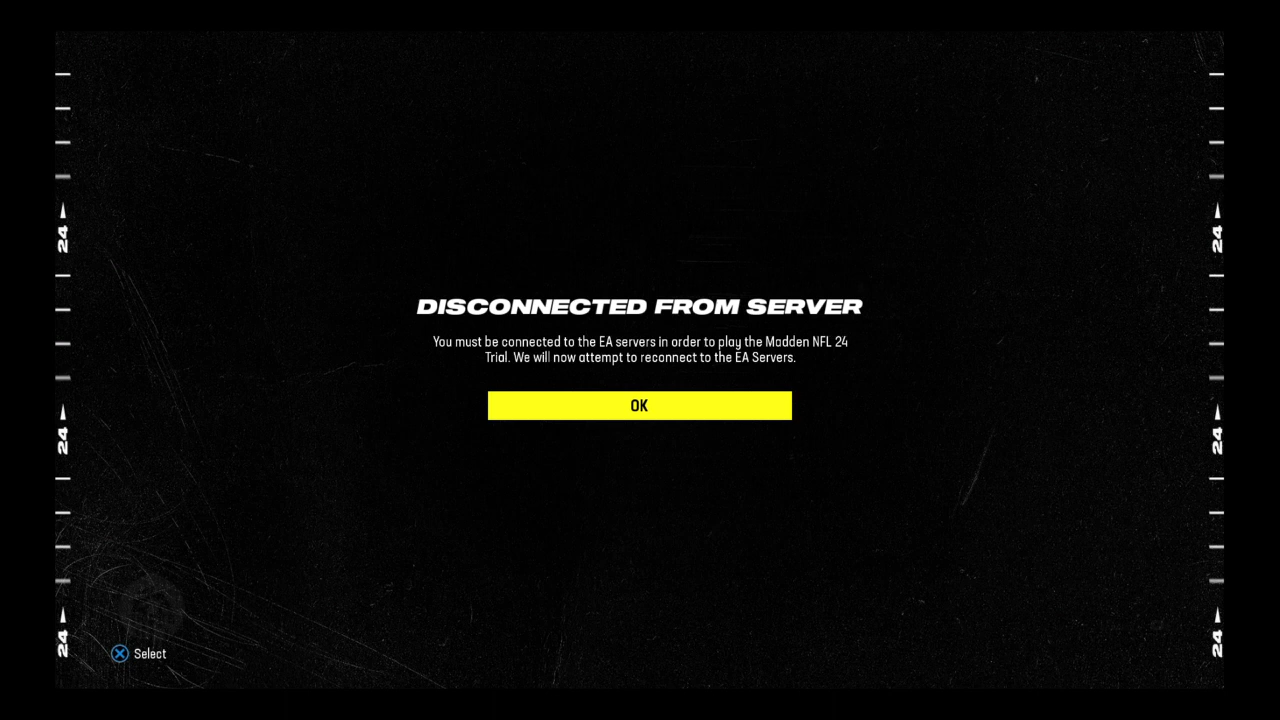 DISCONNECTED FROM SERVER
You must be connected to the EA servers in order to play the Madden NFL 24
Trial. We will now attempt to reconnect to the EA Servers.
OK
Select
24
24
24
24
24
24